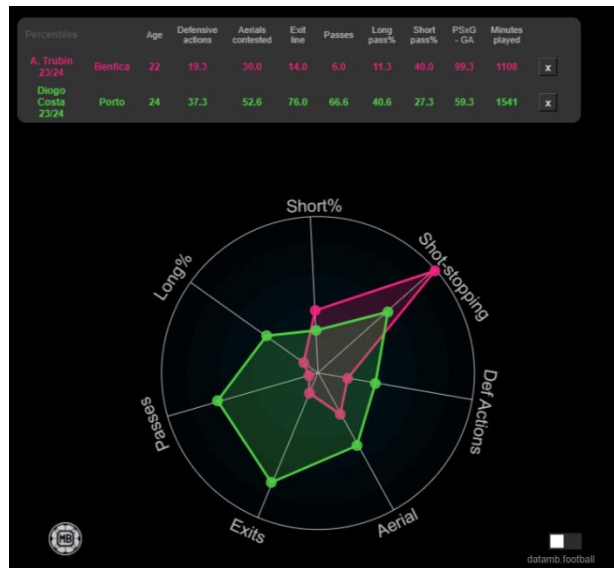 Percentiles Age Defensive actions Aerials contested Exit line Passes Long pass% Short pass% PSxG - GA Minutes played
A. Trubin 23/24 Benfica 22 19.3 30.0 14.0 6.0 11.3 40.0 99.3 1108 x
Diogo Costa 23/24 Porto 24 37.3 52.6 76.0 66.6 40.6 27.3 59.3 1541 x
Short%
Shot-stopping
Long%
Def Actions
Passes
Aerial
Exits
MB
datamb.football